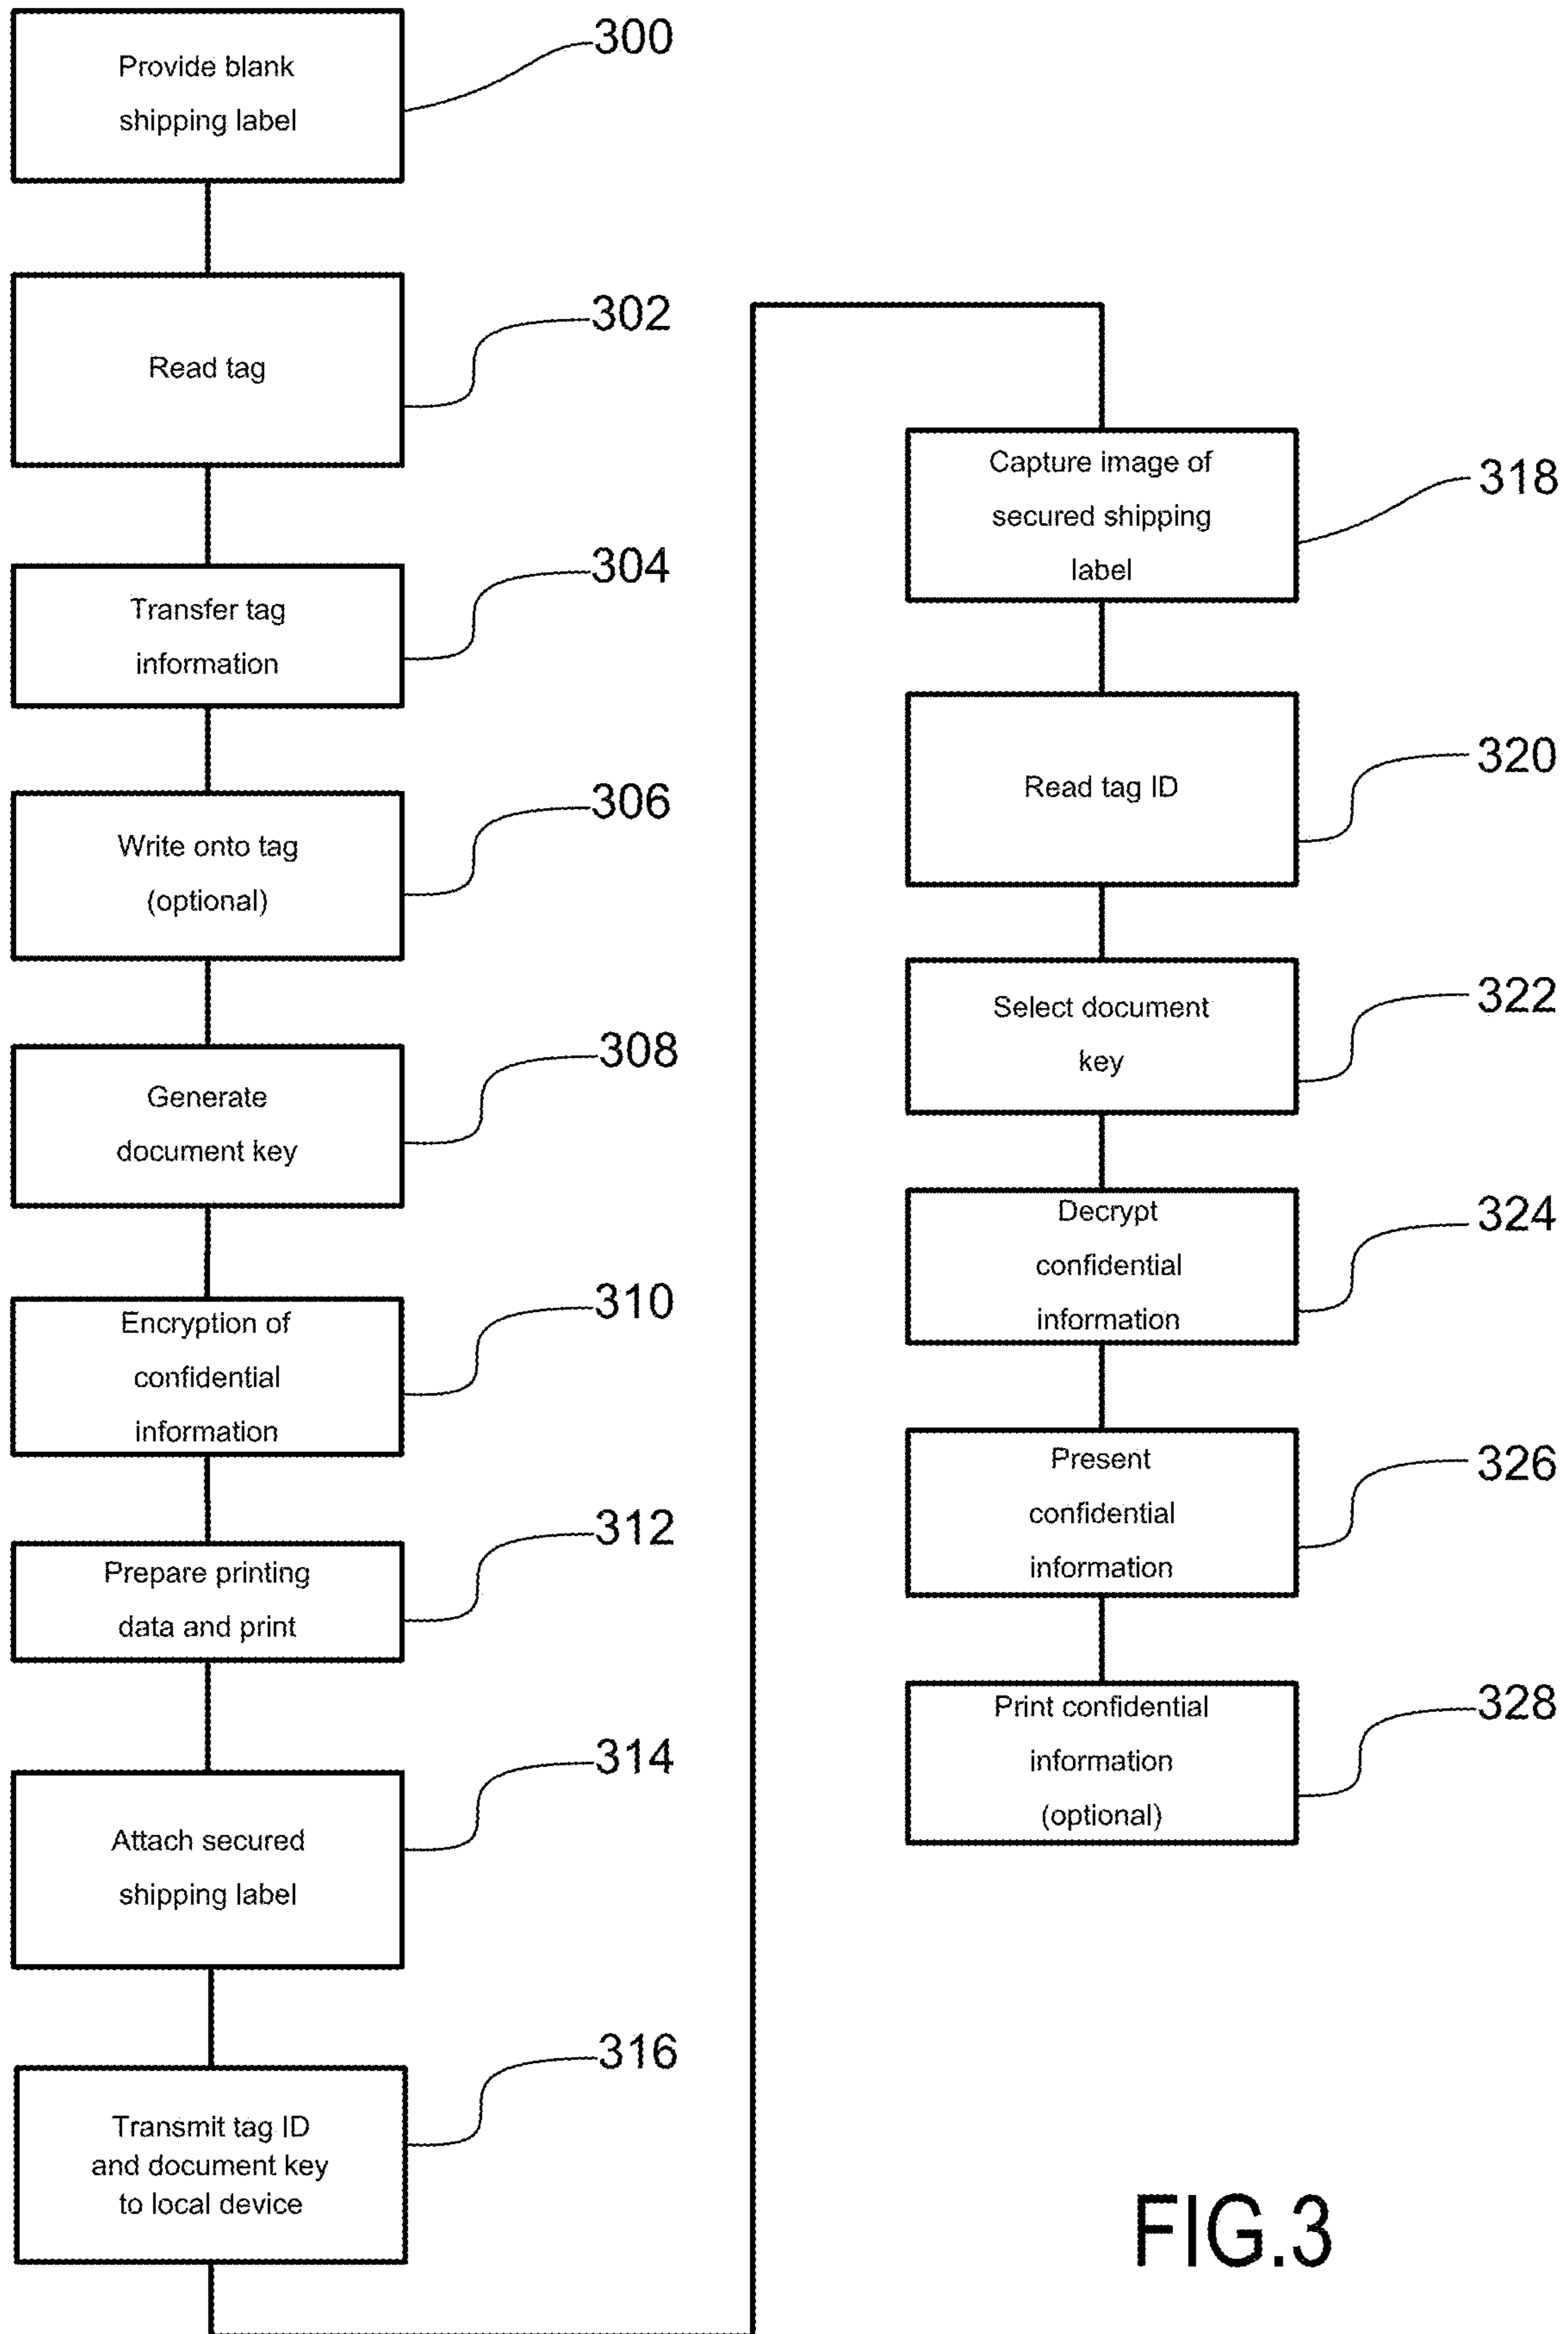 Provide blank
shipping label
300
Read tag
302
Transfer tag
information
304
Write onto tag
(optional)
306
Generate
document key
308
Encryption of
confidential
information
310
Prepare printing
data and print
312
Attach secured
shipping label
314
Transmit tag ID
and document key
to local device
316
Capture image of
secured shipping
label
318
Read tag ID
320
Select document
key
322
Decrypt
confidential
information
324
Present
confidential
information
326
Print confidential
information
(optional)
328
FIG.3